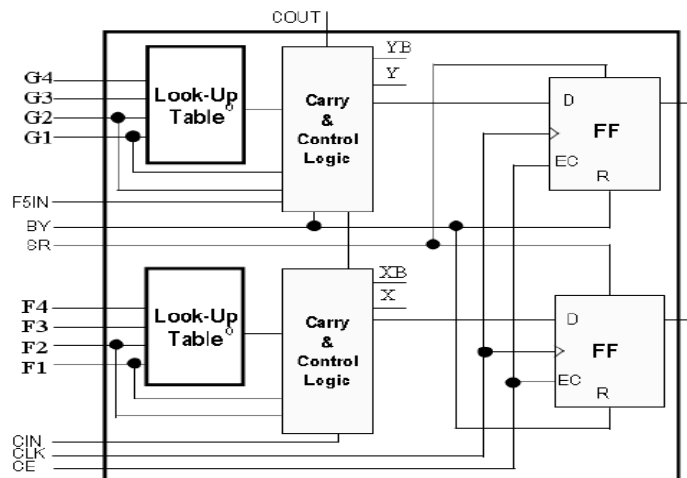 COUT
YB
Y
G4
G3
G2
G1
Look-Up
Table
O
Carry
&
Control
Logic
D
FF
EC
R
F5IN
BY
SR
XB
X
F4
F3
F2
F1
Look-Up
Table
O
Carry
&
Control
Logic
D
FF
EC
R
CIN
CLK
CE